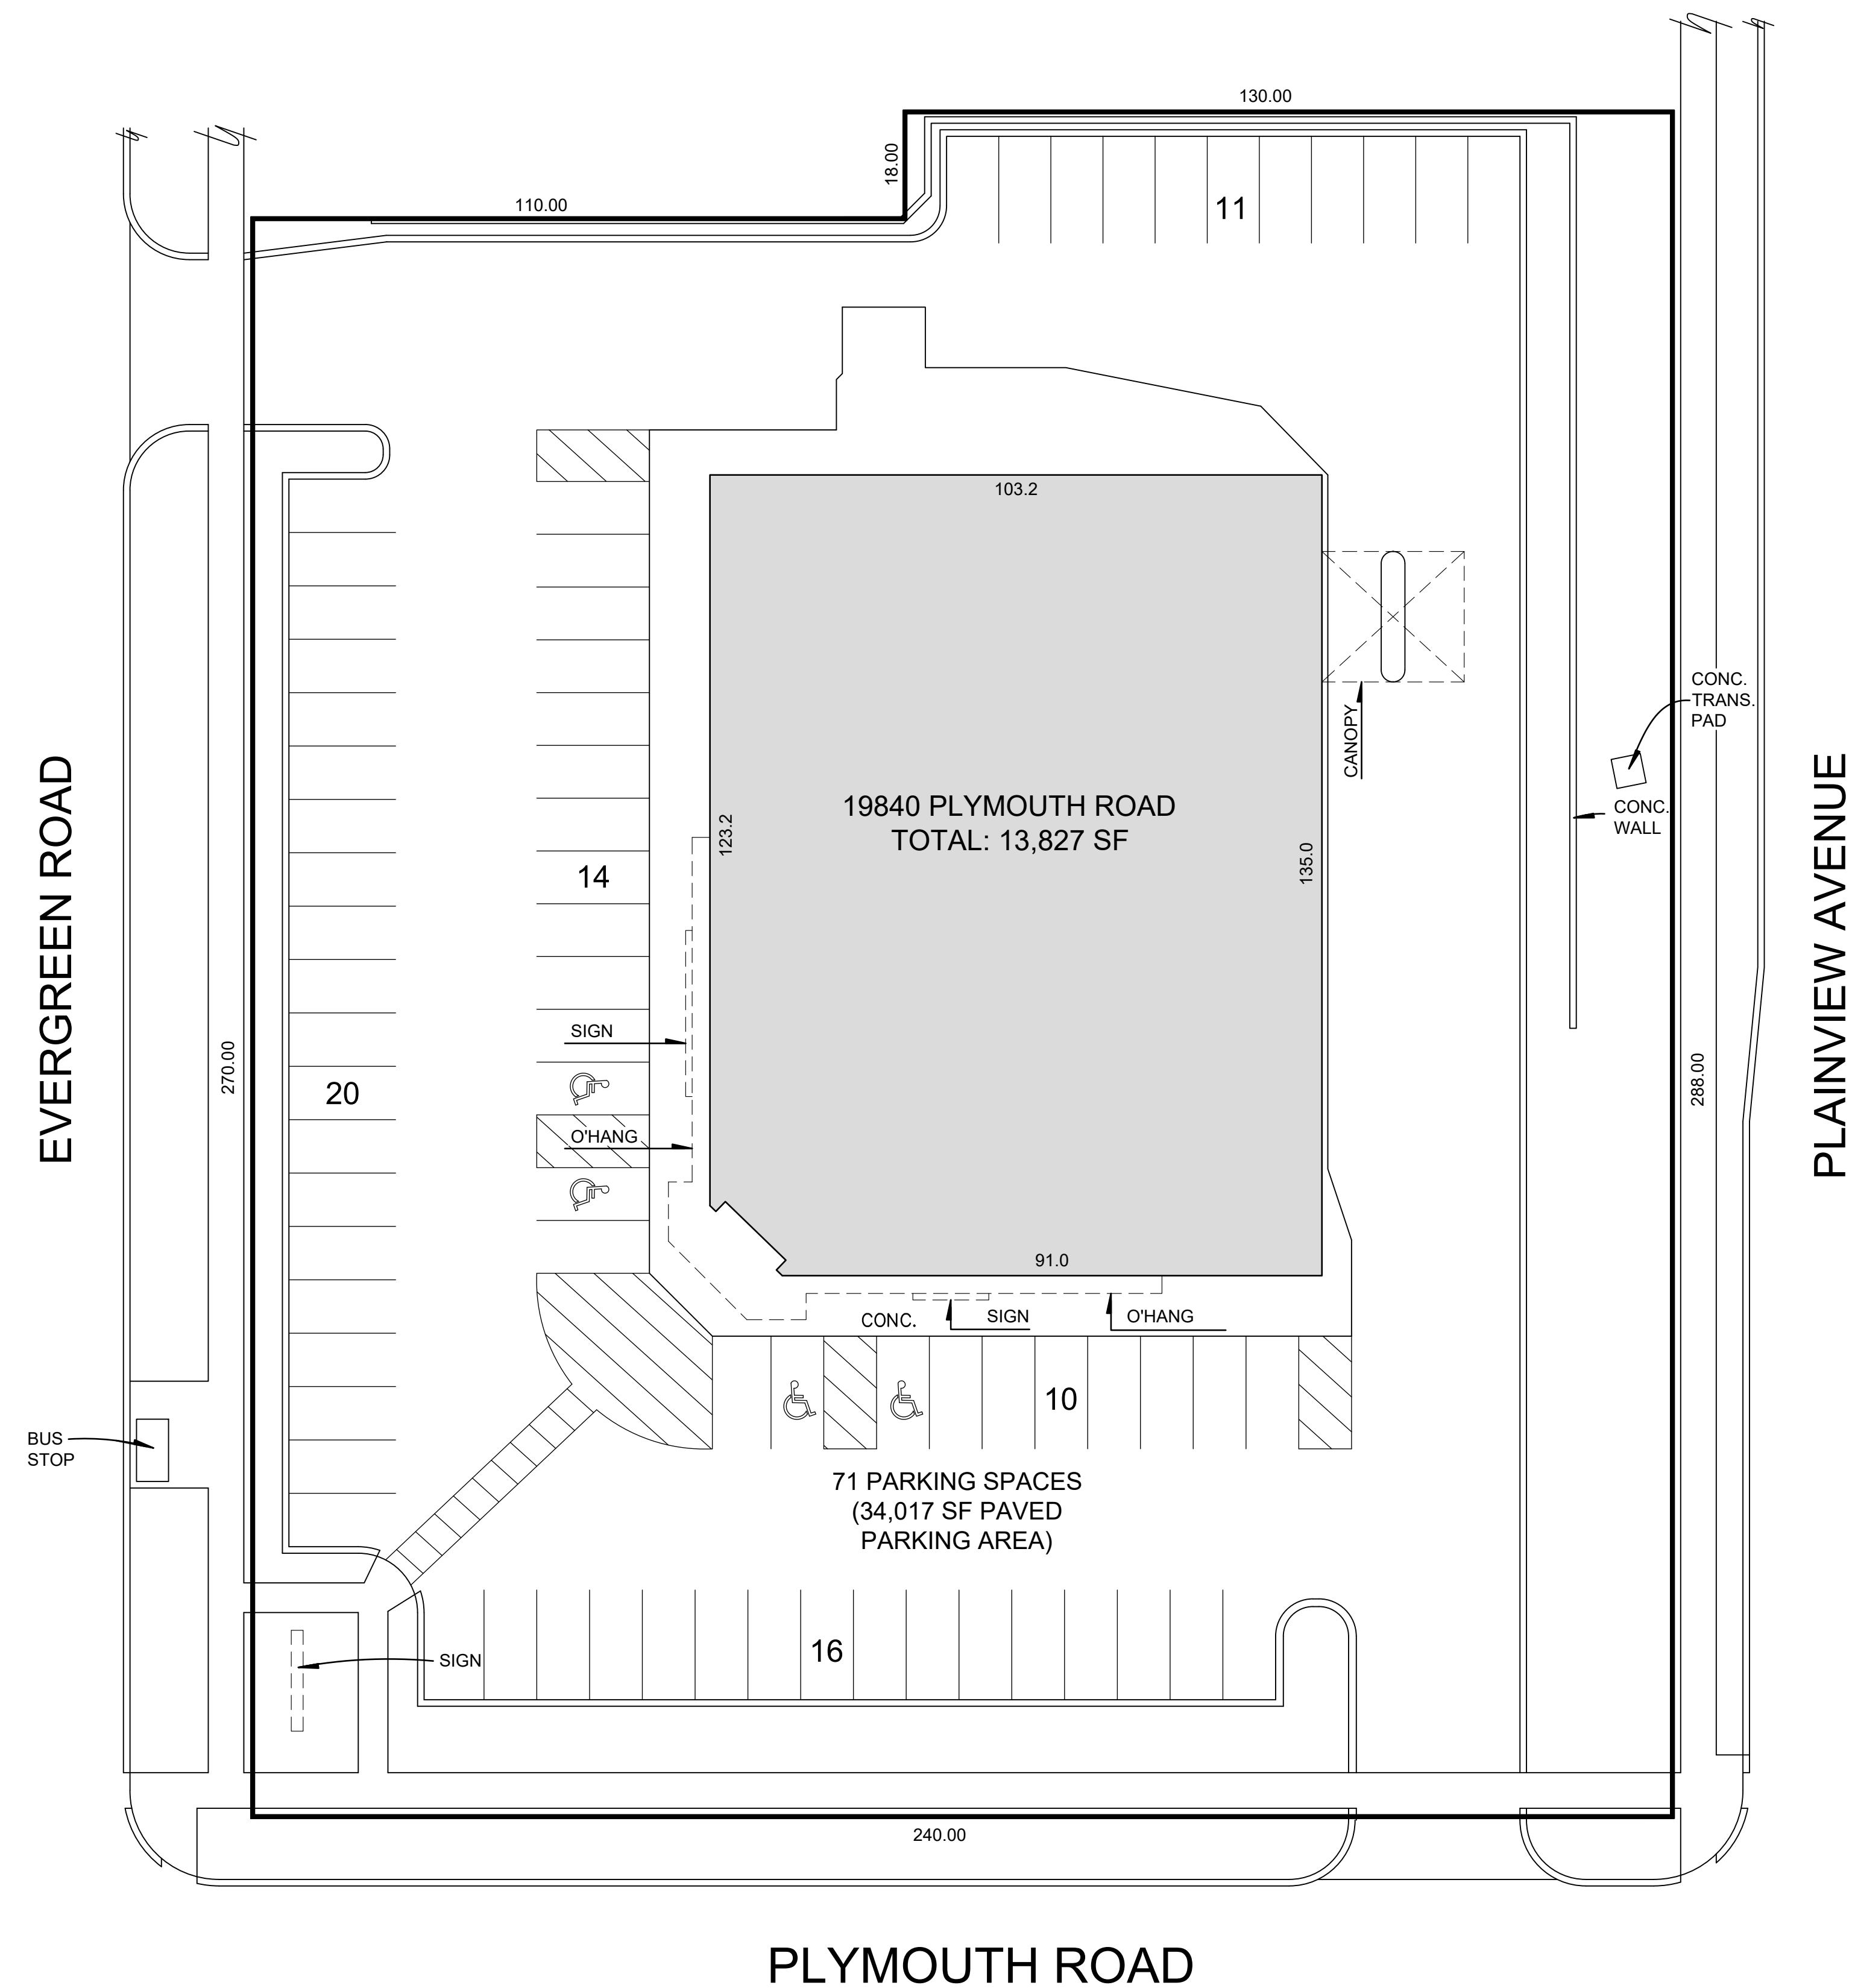 130.00
18.00
110.00
11
103.2
CONC.
TRANS.
PAD
CANOPY
19840 PLYMOUTH ROAD
TOTAL: 13,827 SF
CONC.
WALL
123.2
135.0
EVERGREEN ROAD
PLAINVIEW AVENUE
14
SIGN
270.00
288.00
20
O'HANG
91.0
CONC.
SIGN
O'HANG
10
BUS
STOP
71 PARKING SPACES
(34,017 SF PAVED
PARKING AREA)
16
SIGN
240.00
PLYMOUTH ROAD